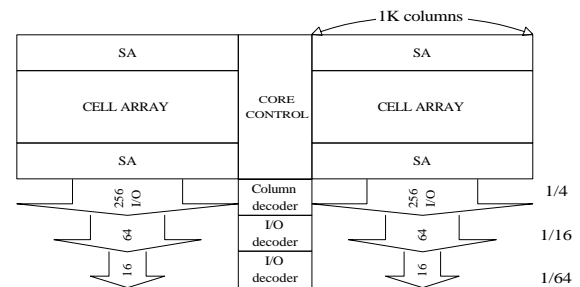 1K columns
SA
SA
CELL ARRAY
CORE
CONTROL
CELL ARRAY
SA
SA
256
I/O
Column
decoder
256
I/O
1/4
64
I/O
decoder
64
1/16
16
I/O
decoder
16
1/64